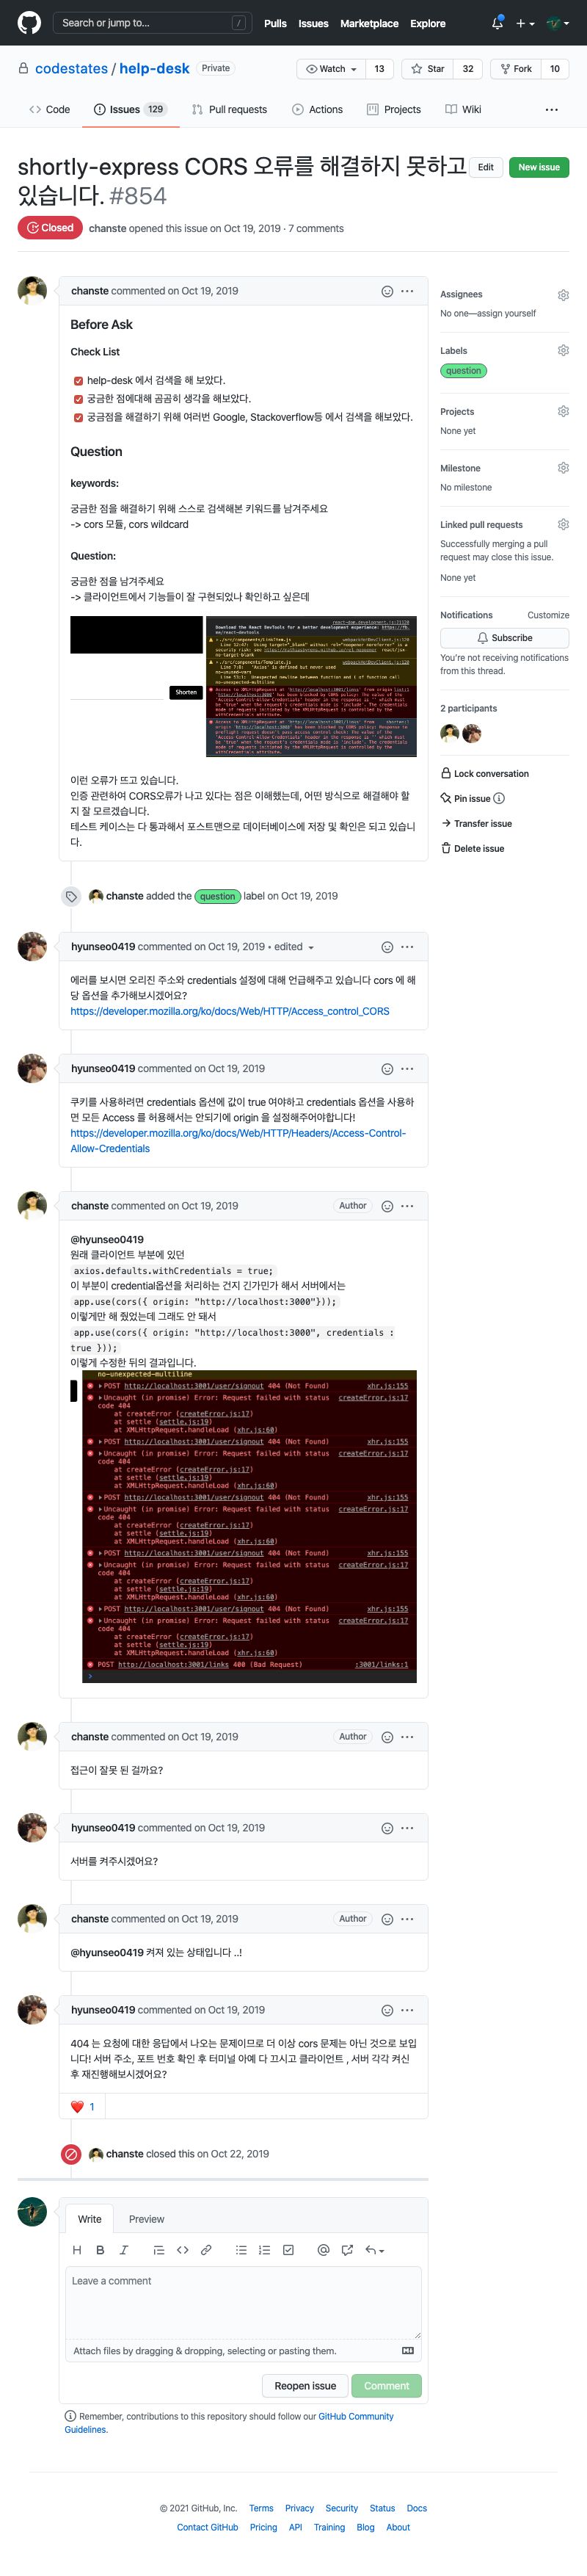 Search or jump to...
/
Pulls
Issues
Marketplace
Explore
codestates / help-desk
Private
Watch
13
Star
32
Fork
10
Code
Issues
129
Pull requests
Actions
Projects
Wiki
shortly-express CORS 오류를 해결하지 못하고
있습니다. #854
Edit
New issue
Closed
chanste opened this issue on Oct 19, 2019 · 7 comments
chanste commented on Oct 19, 2019
Before Ask
Check List
help-desk 에서 검색을 해 보았다.
궁금한 점에대해 곰곰히 생각을 해보았다.
궁금점을 해결하기 위해 여러번 Google, Stackoverflow등 에서 검색을 해보았다.
Question
keywords:
궁금한 점을 해결하기 위해 스스로 검색해본 키워드를 남겨주세요
-> cors 모듈, cors wildcard
Question:
궁금한 점을 남겨주세요
-> 클라이언트에서 기능들이 잘 구현되었나 확인하고 싶은데
Shorten
이런 오류가 뜨고 있습니다.
인증 관련하여 CORS오류가 나고 있다는 점은 이해했는데, 어떤 방식으로 해결해야 할
지 잘 모르겠습니다.
테스트 케이스는 다 통과해서 포스트맨으로 데이터베이스에 저장 및 확인은 되고 있습니
다.
Assignees
No one—assign yourself
Labels
question
Projects
None yet
Milestone
No milestone
Linked pull requests
Successfully merging a pull
request may close this issue.
None yet
Notifications
Customize
Subscribe
You're not receiving notifications
from this thread.
2 participants
Lock conversation
Pin issue
Transfer issue
Delete issue
chanste added the question label on Oct 19, 2019
hyunseo0419 commented on Oct 19, 2019 • edited
에러를 보시면 오리진 주소와 credentials 설정에 대해 언급해주고 있습니다 cors 에 해
당 옵션을 추가해보시겠어요?
https://developer.mozilla.org/ko/docs/Web/HTTP/Access_control_CORS
hyunseo0419 commented on Oct 19, 2019
쿠키를 사용하려면 credentials 옵션에 값이 true 여야하고 credentials 옵션을 사용하
면 모든 Access 를 허용해서는 안되기에 origin 을 설정해주어야합니다!
https://developer.mozilla.org/ko/docs/Web/HTTP/Headers/Access-Control-
Allow-Credentials
chanste commented on Oct 19, 2019
Author
@hyunseo0419
원래 클라이언트 부분에 있던
axios.defaults.withCredentials = true;
이 부분이 credential옵션을 처리하는 건지 긴가민가 해서 서버에서는
app.use(cors({ origin: "http://localhost:3000"}));
이렇게만 해 줬었는데 그래도 안 돼서
app.use(cors({ origin: "http://localhost:3000", credentials :
true }));
이렇게 수정한 뒤의 결과입니다.
no-unexpected-multiline
POST http://localhost:3001/user/signout 404 (Not Found) xhr.js:155
Uncaught (in promise) Error: Request failed with status createError.js:17
code 404
at createError (createError.js:17)
at settle (settle.js:19)
at XMLHttpRequest.handleLoad (xhr.js:60)
POST http://localhost:3001/user/signout 404 (Not Found) xhr.js:155
Uncaught (in promise) Error: Request failed with status createError.js:17
code 404
at createError (createError.js:17)
at settle (settle.js:19)
at XMLHttpRequest.handleLoad (xhr.js:60)
POST http://localhost:3001/user/signout 404 (Not Found) xhr.js:155
Uncaught (in promise) Error: Request failed with status createError.js:17
code 404
at createError (createError.js:17)
at settle (settle.js:19)
at XMLHttpRequest.handleLoad (xhr.js:60)
POST http://localhost:3001/user/signout 404 (Not Found) xhr.js:155
Uncaught (in promise) Error: Request failed with status createError.js:17
code 404
at createError (createError.js:17)
at settle (settle.js:19)
at XMLHttpRequest.handleLoad (xhr.js:60)
POST http://localhost:3001/user/signout 404 (Not Found) xhr.js:155
Uncaught (in promise) Error: Request failed with status createError.js:17
code 404
at createError (createError.js:17)
at settle (settle.js:19)
at XMLHttpRequest.handleLoad (xhr.js:60)
POST http://localhost:3001/links 400 (Bad Request) :3001/links:1
chanste commented on Oct 19, 2019
Author
접근이 잘못 된 걸까요?
hyunseo0419 commented on Oct 19, 2019
서버를 켜주시겠어요?
chanste commented on Oct 19, 2019
Author
@hyunseo0419 켜져 있는 상태입니다 ..!
hyunseo0419 commented on Oct 19, 2019
404 는 요청에 대한 응답에서 나오는 문제이므로 더 이상 cors 문제는 아닌 것으로 보입
니다! 서버 주소, 포트 번호 확인 후 터미널 아예 다 끄시고 클라이언트 , 서버 각각 켜신
후 재진행해보시겠어요?
1
chanste closed this on Oct 22, 2019
Write
Preview
Leave a comment
Attach files by dragging & dropping, selecting or pasting them.
Reopen issue
Comment
Remember, contributions to this repository should follow our GitHub Community
Guidelines.
© 2021 GitHub, Inc.
Terms
Privacy
Security
Status
Docs
Contact GitHub
Pricing
API
Training
Blog
About